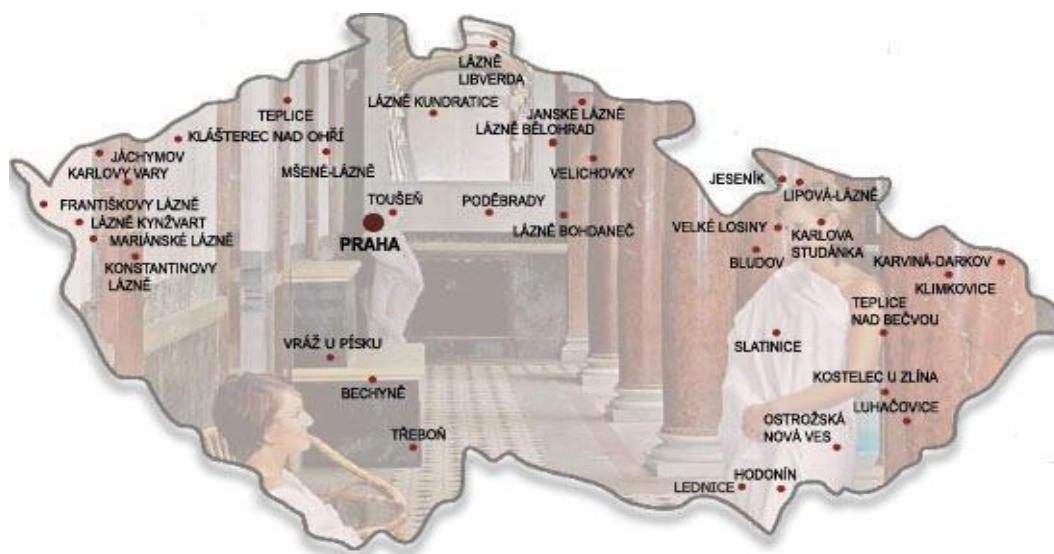 LÁZNĚ
LIBVERDA
TEPLICE
LÁZNĚ KUNDRATICE
JANSKÉ LÁZNĚ
LÁZNĚ BĚLOHRAD
KLÁŠTEREC NAD OHŘÍ
JÁCHYMOV
KARLOVY VARY
MŠENÉ-LÁZNĚ
VELICHOVKY
JESENÍK
LIPOVÁ-LÁZNĚ
FRANTIŠKOVY LÁZNĚ
TOUŠEŇ
PODĚBRADY
LÁZNĚ KYNŽVART
LÁZNĚ BOHDANEČ
VELKÉ LOSINY
KARLOVA
STUDÁNKA
MARIÁNSKÉ LÁZNĚ
PRAHA
BLUDOV
KARVINÁ-DARKOV
KONSTANTINOVY
LÁZNĚ
KLIMKOVICE
TEPLICE
NAD BEČVOU
VRÁŽ U PÍSKU
SLATINICE
BECHYNĚ
KOSTELEC U ZLÍNA
LUHAČOVICE
OSTROŽSKÁ
NOVÁ VES
TŘEBOŇ
HODONÍN
LEDNICE